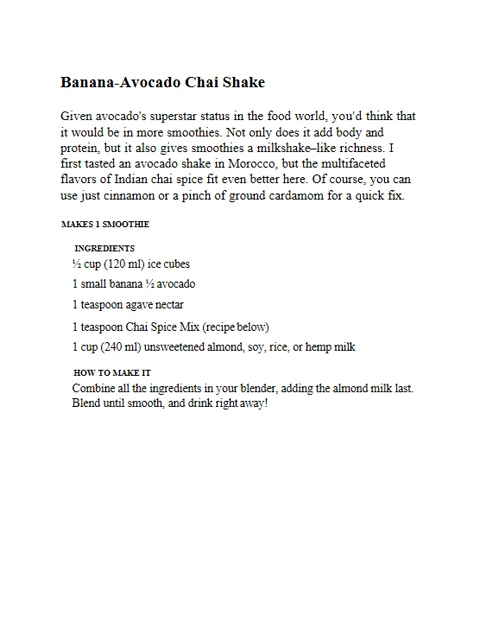 Banana-Avocado Chai Shake
Given avocado's superstar status in the food world, you'd think that
it would be in more smoothies. Not only does it add body and
protein, but it also gives smoothies a milkshake–like richness. I
first tasted an avocado shake in Morocco, but the multifaceted
flavors of Indian chai spice fit even better here. Of course, you can
use just cinnamon or a pinch of ground cardamom for a quick fix.
MAKES 1 SMOOTHIE
INGREDIENTS
½ cup (120 ml) ice cubes
1 small banana ½ avocado
1 teaspoon agave nectar
1 teaspoon Chai Spice Mix (recipe below)
1 cup (240 ml) unsweetened almond, soy, rice, or hemp milk
HOW TO MAKE IT
Combine all the ingredients in your blender, adding the almond milk last.
Blend until smooth, and drink right away!